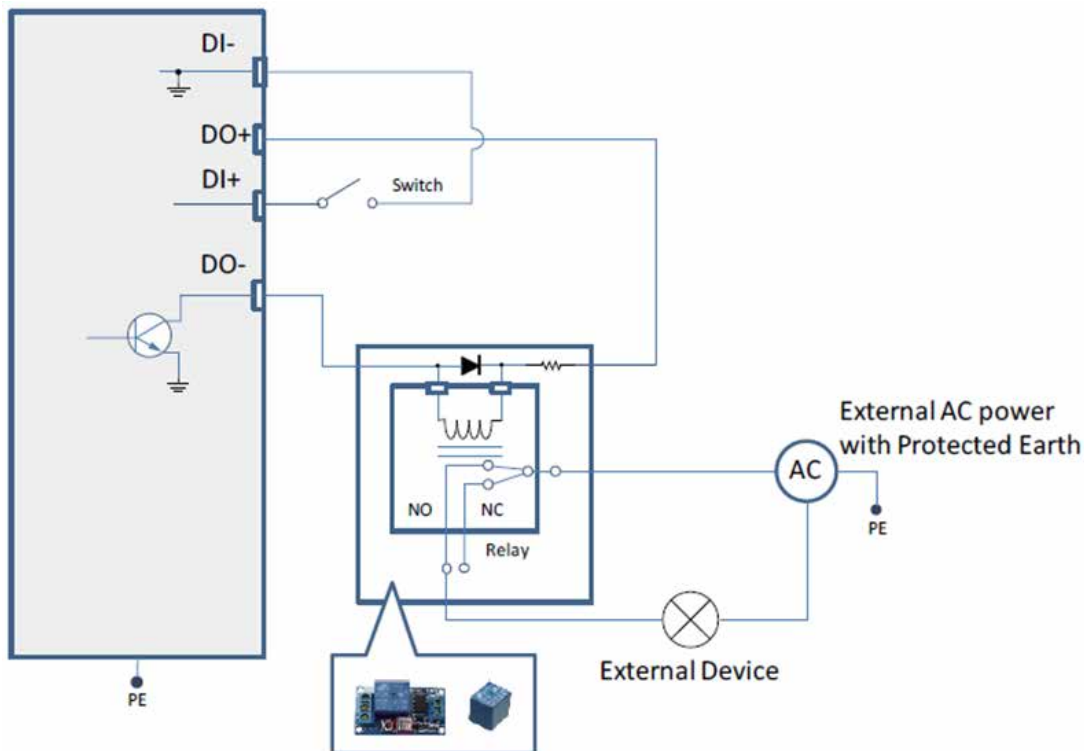 DI-
DO+
DI+
Switch
DO-
External AC power
with Protected Earth
AC
NO
NC
PE
Relay
External Device
PE